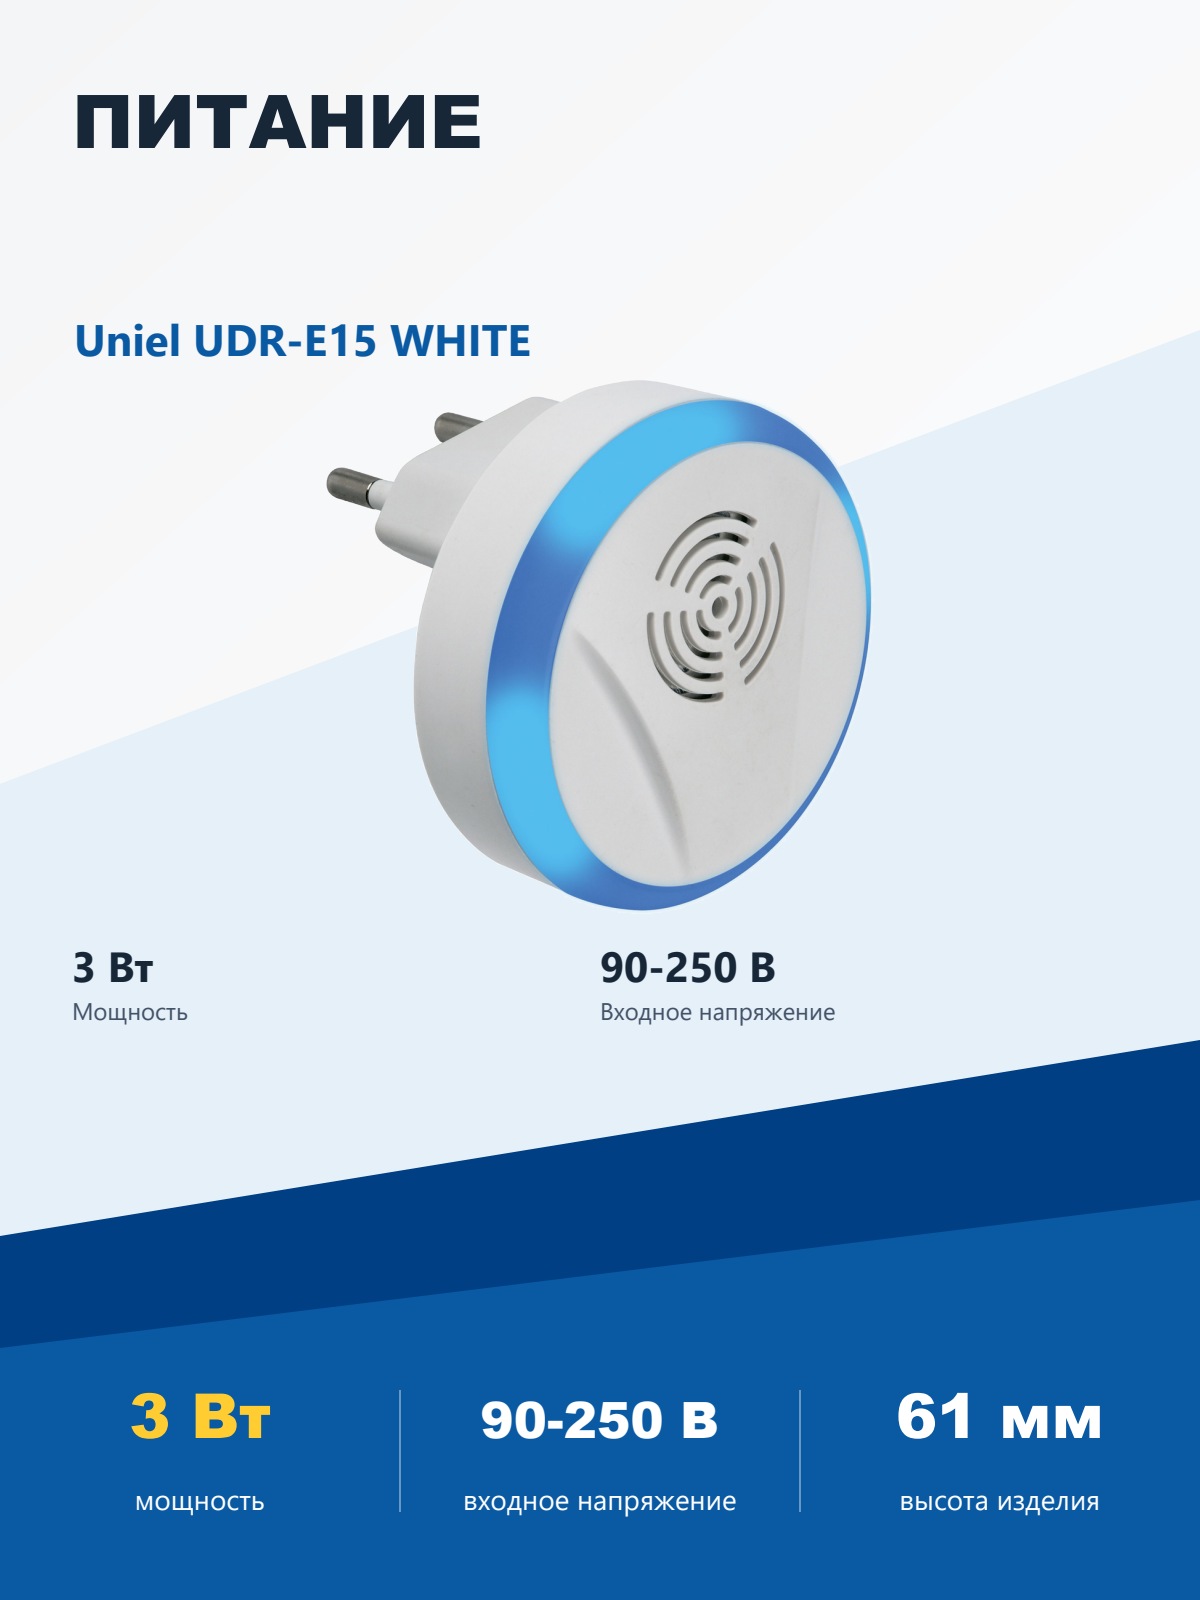 ПИТАНИЕ
Uniel UDR-E15 WHITE
3 Вт
Мощность
90-250 В
Входное напряжение
3 Вт
мощность
90-250 В
входное напряжение
61 мм
высота изделия